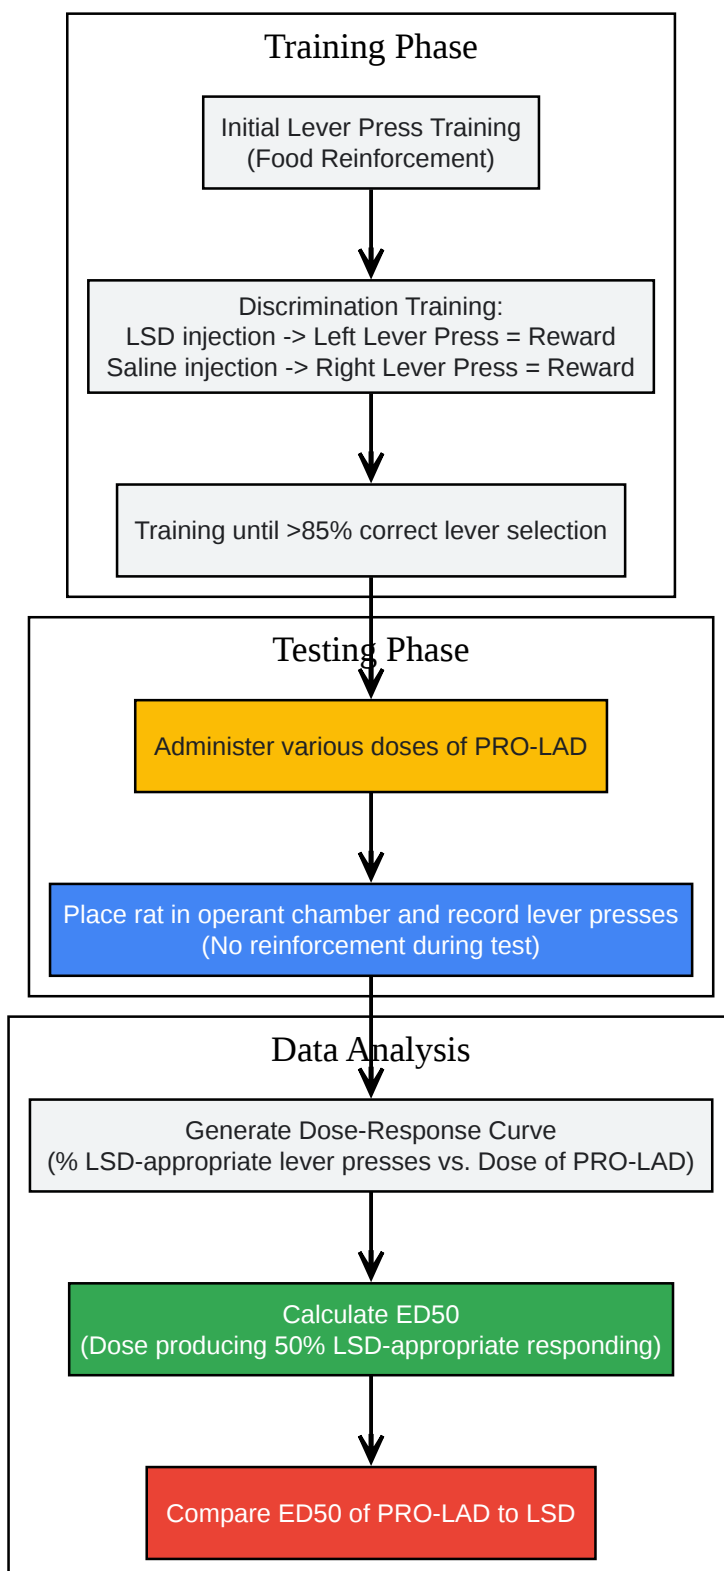 Training Phase
Initial Lever Press Training
(Food Reinforcement)
Discrimination Training:
LSD injection -> Left Lever Press = Reward
Saline injection -> Right Lever Press = Reward
Training until >85% correct lever selection
Testing Phase
Administer various doses of PRO-LAD
Place rat in operant chamber and record lever presses
(No reinforcement during test)
Data Analysis
Generate Dose-Response Curve
(% LSD-appropriate lever presses vs. Dose of PRO-LAD)
Calculate ED50
(Dose producing 50% LSD-appropriate responding)
Compare ED50 of PRO-LAD to LSD